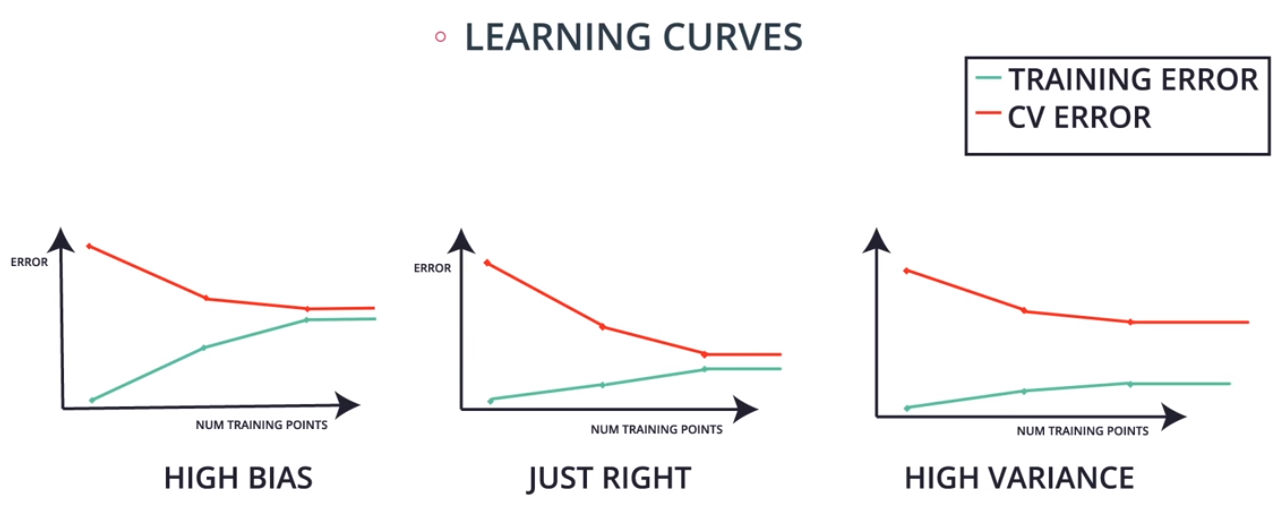 LEARNING CURVES
TRAINING ERROR
CV ERROR
ERROR
NUM TRAINING POINTS
HIGH BIAS
ERROR
NUM TRAINING POINTS
JUST RIGHT
NUM TRAINING POINTS
HIGH VARIANCE